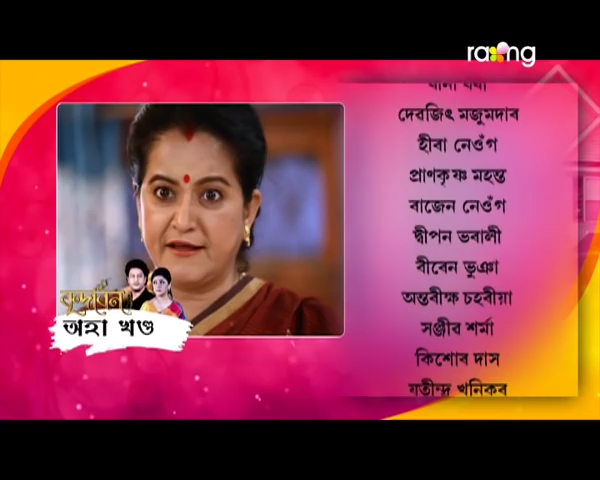 rang
দেবজিৎ মজুমদাৰ
হীৰা নেওঁগ
প্ৰাণকৃষ্ণ মহন্ত
ৰাজেন নেওঁগ
দ্বীপন ভৰালী
বীৰেন ভূঞা
অন্তৰীক্ষ চহৰীয়া
সঞ্জীৱ শৰ্মা
কিশোৰ দাস
যতীন্দ্ৰ খনিকৰ
অহা খণ্ড